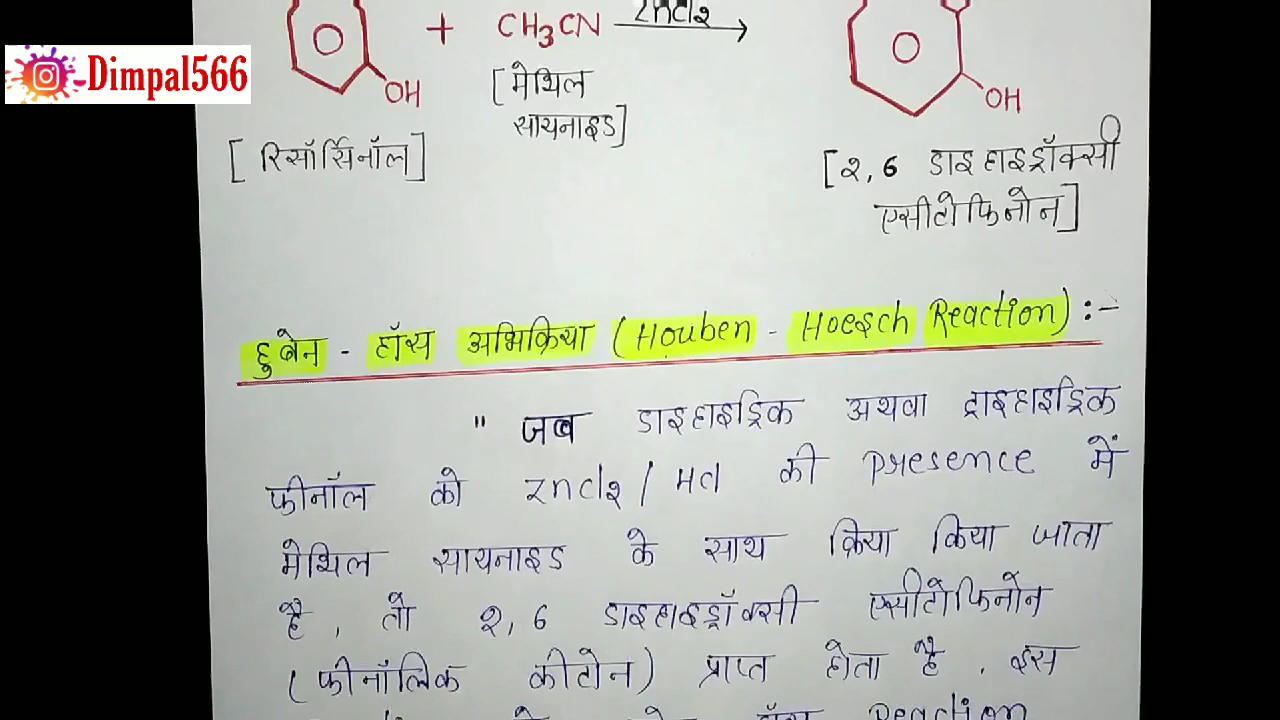 ZnCl2
+ CH3CN
Dimpal566
OH
OH
[मेथिल
सायनाइड]
[रिसॉर्सिनॉल]
[2,6 डाइहाइड्रॉक्सी
एसीटोफिनोन]
हुबेन - हॉश अभिक्रिया (Houben - Hoesch Reaction) :-
" जब डाइहाइड्रिक अथवा ट्राइहाइड्रिक
फीनॉल को ZnCl2/HCl की presence में
मेथिल सायनाइड के साथ क्रिया किया जाता
है, तो 2,6 डाइहाइड्रॉक्सी एसीटोफिनोन
(फीनॉलिक कीटोन) प्राप्त होता है. इस
Reaction